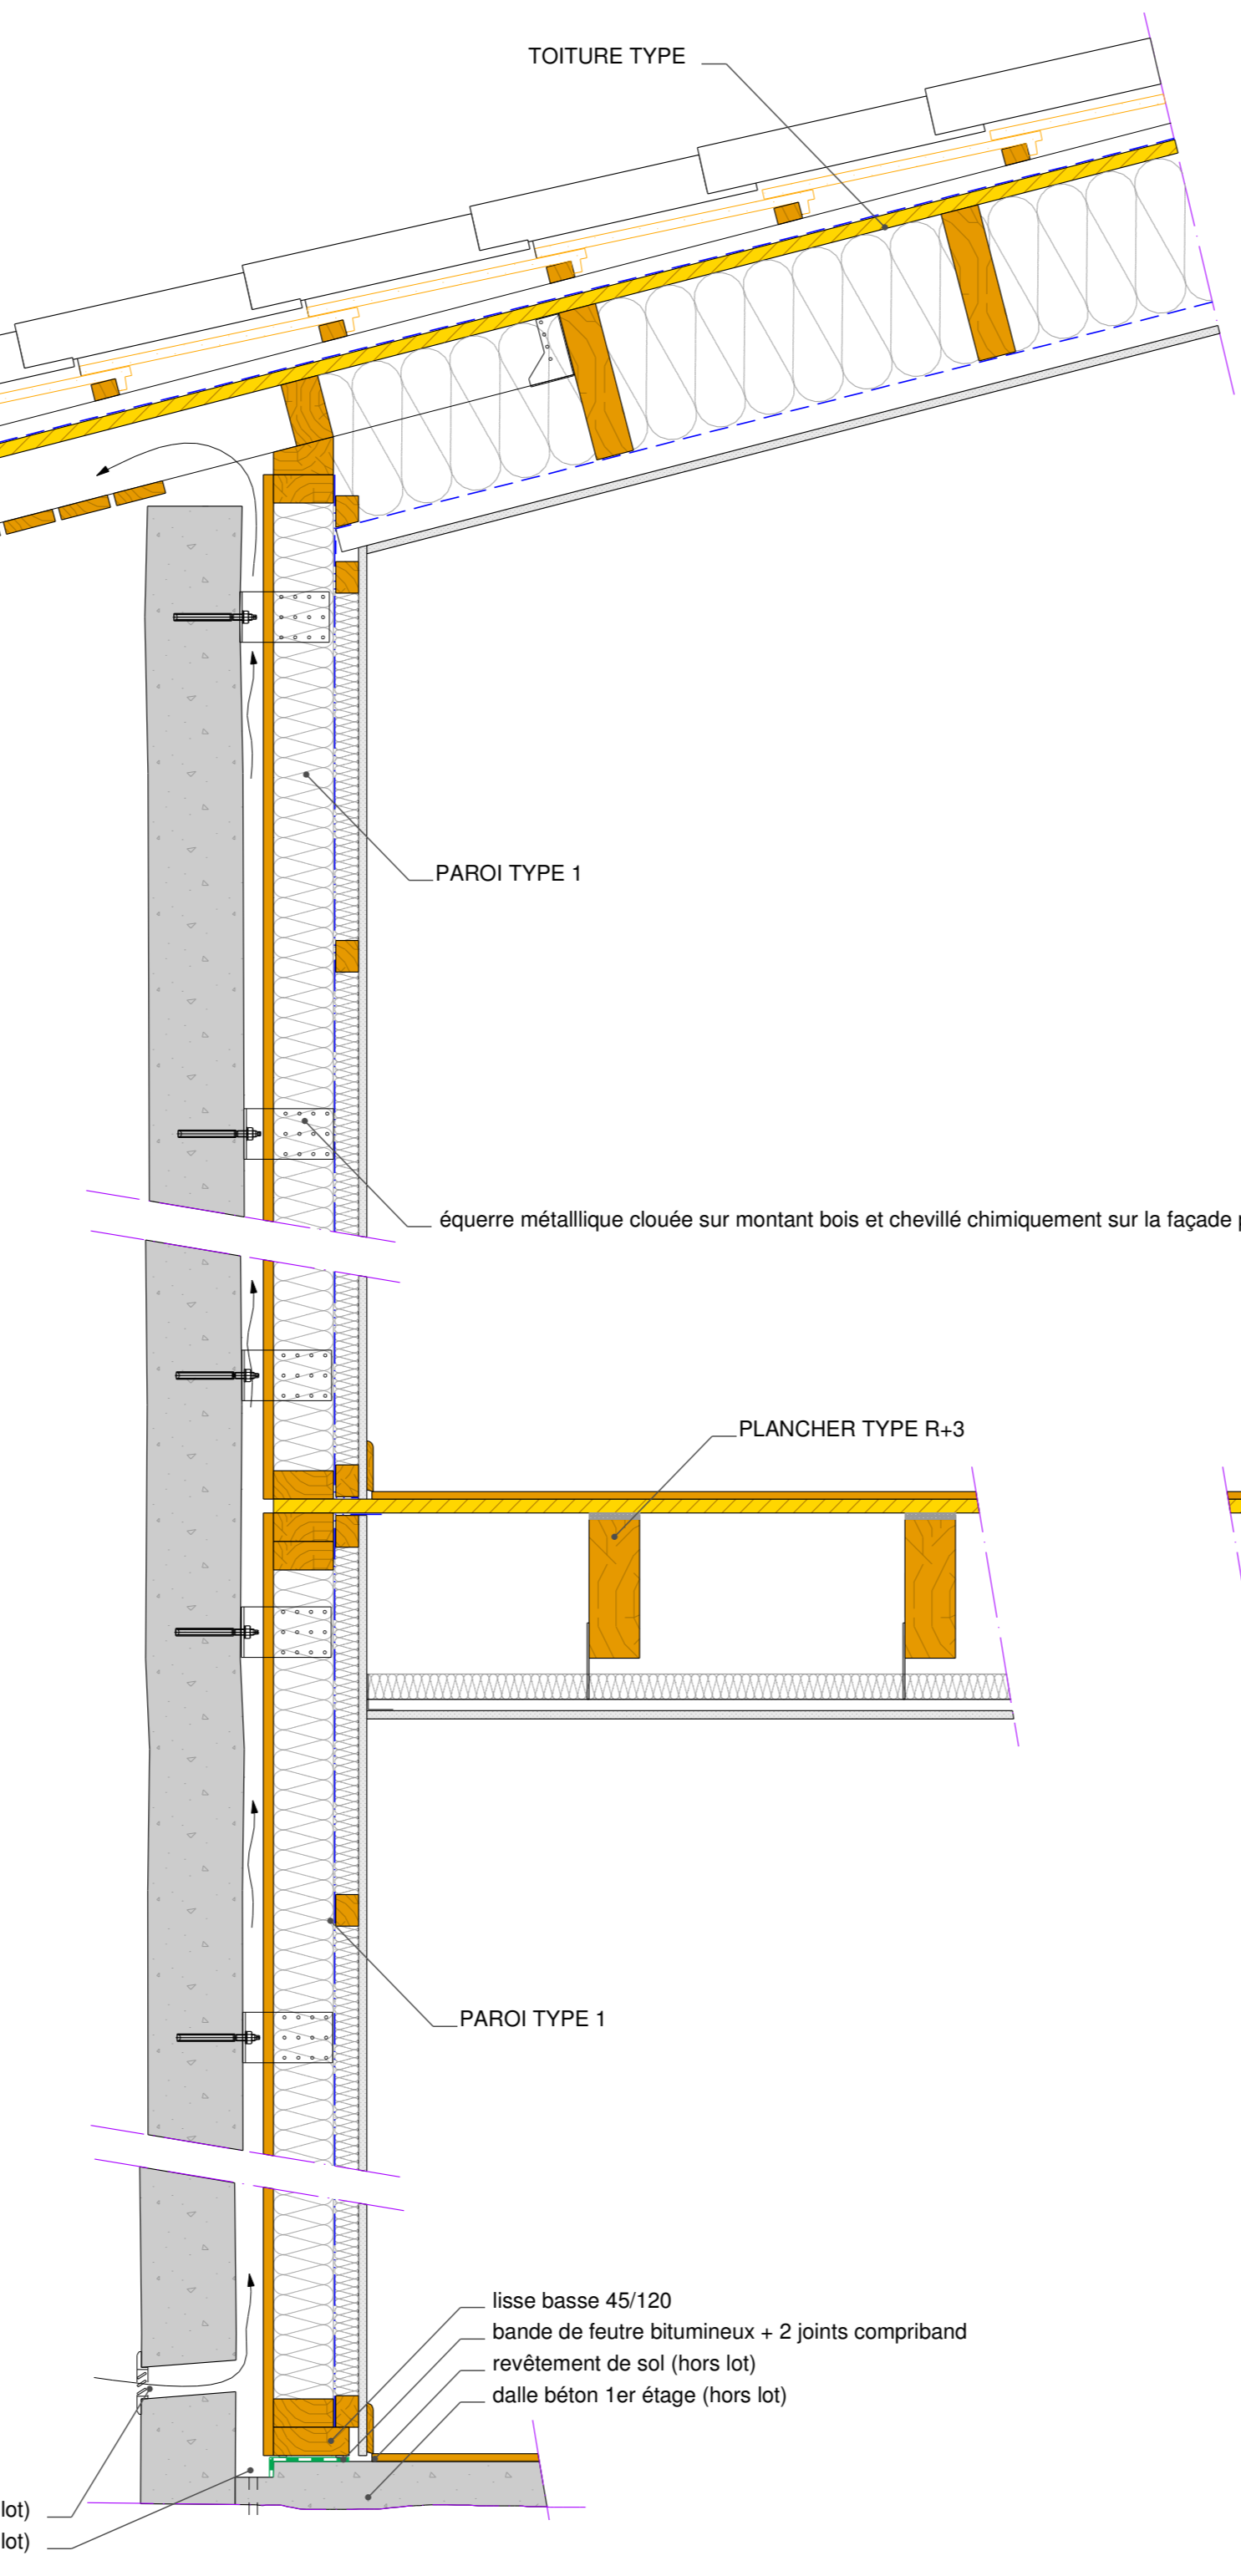 TOITURE TYPE
PAROI TYPE 1
équerre métalllique clouée sur montant bois et chevillé chimiquement sur la façade
PLANCHER TYPE R+3
PAROI TYPE 1
lisse basse 45/120
bande de feutre bitumineux + 2 joints compriband
revêtement de sol (hors lot)
dalle béton 1er étage (hors lot)
lot)
lot)